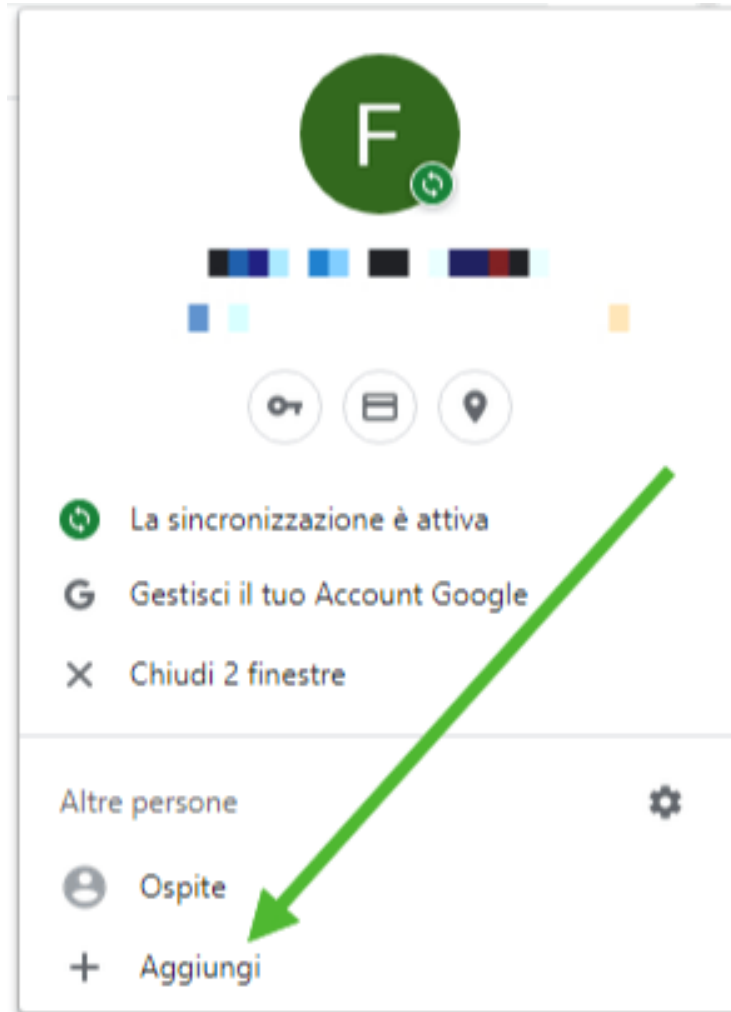 F
La sincronizzazione è attiva
G Gestisci il tuo Account Google
Chiudi 2 finestre
Altre persone
Ospite
Aggiungi